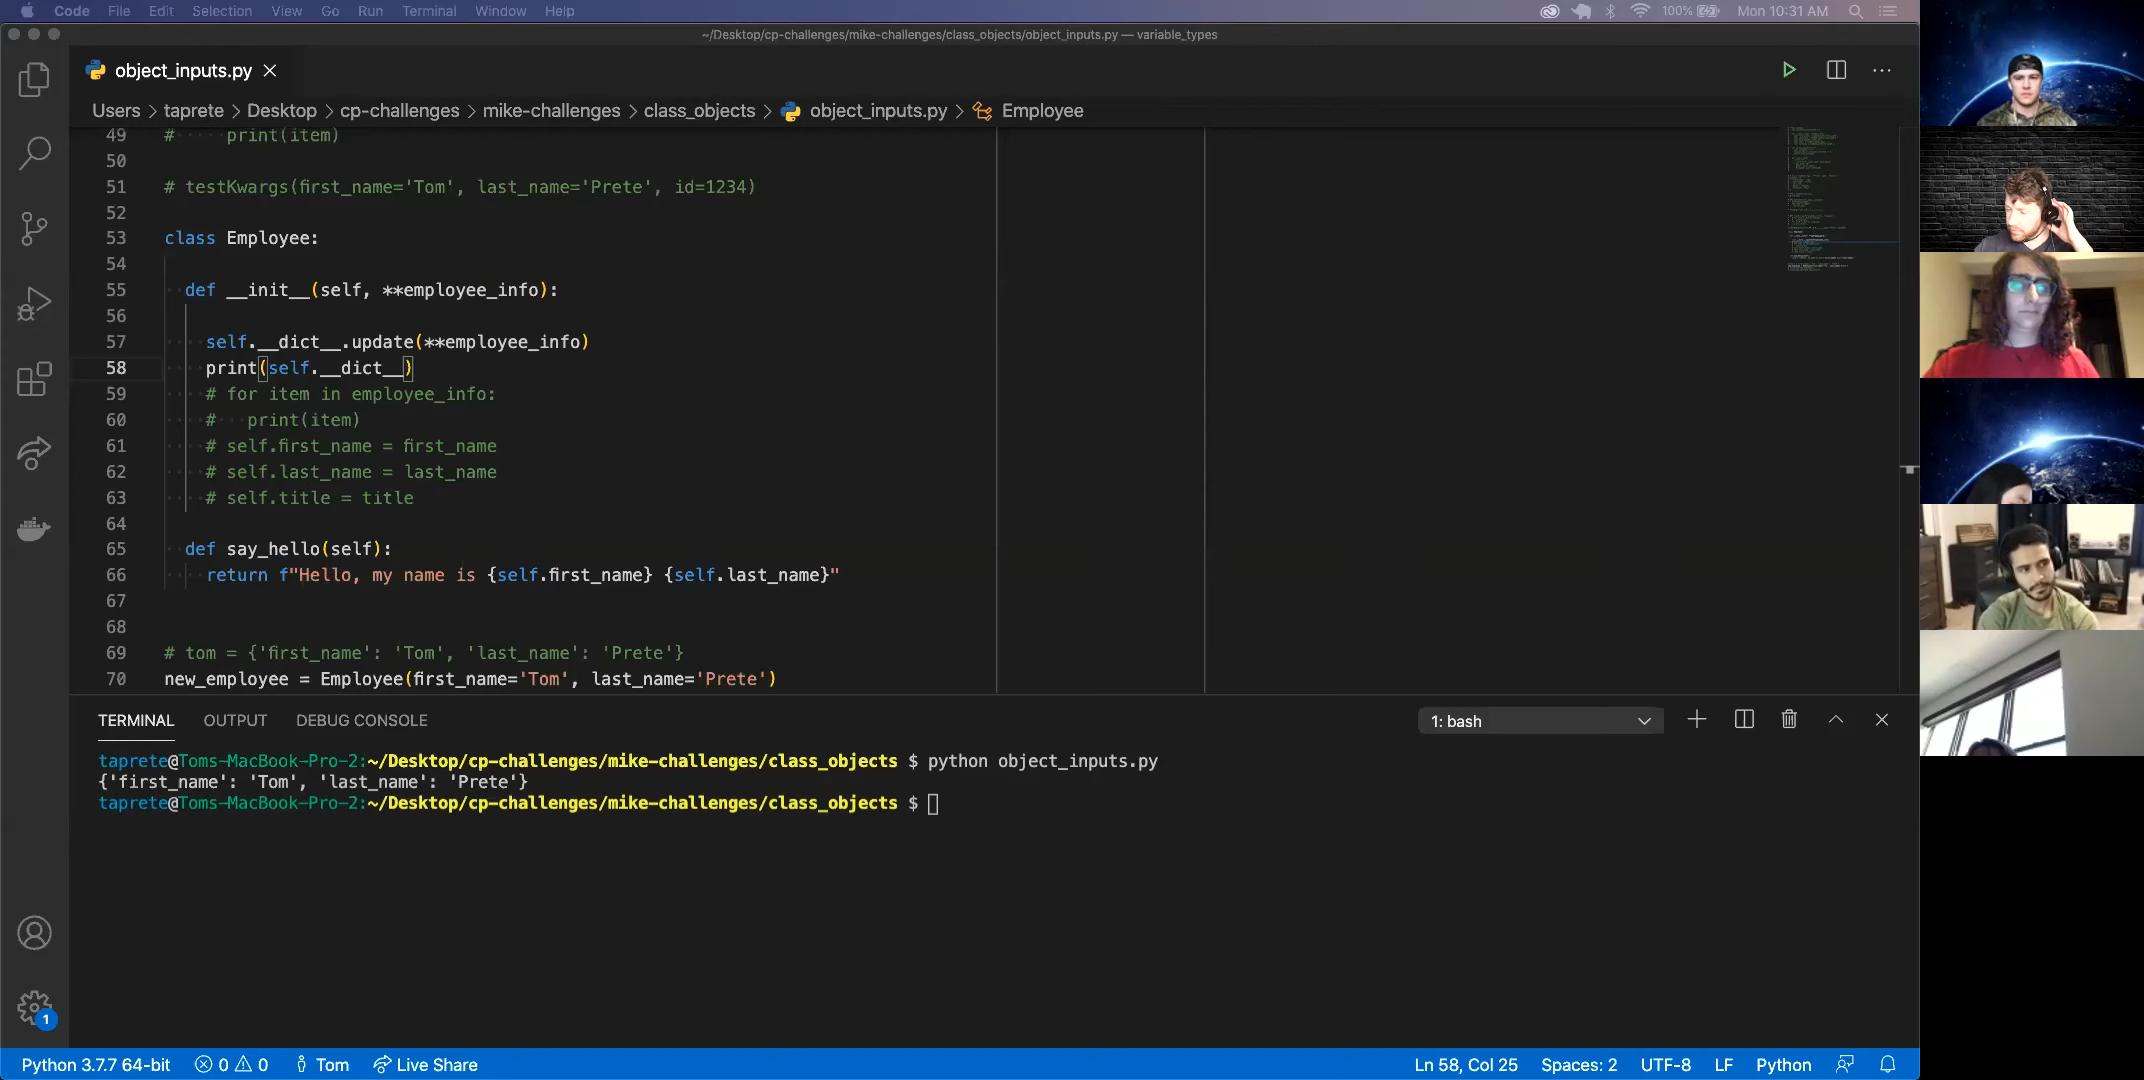 Code File Edit Selection View Go Run Terminal Window Help 100% Mon 10:31 AM
~/Desktop/cp-challenges/mike-challenges/class_objects/object_inputs.py — variable_types
object_inputs.py
Users > taprete > Desktop > cp-challenges > mike-challenges > class_objects > object_inputs.py > Employee
49 # print(item)
50
51 # testKwargs(first_name='Tom', last_name='Prete', id=1234)
52
53 class Employee:
54
55 def __init__(self, **employee_info):
56
57 self.__dict__.update(**employee_info)
58 print(self.__dict__)
59 # for item in employee_info:
60 # print(item)
61 # self.first_name = first_name
62 # self.last_name = last_name
63 # self.title = title
64
65 def say_hello(self):
66 return f"Hello, my name is {self.first_name} {self.last_name}"
67
68
69 # tom = {'first_name': 'Tom', 'last_name': 'Prete'}
70 new_employee = Employee(first_name='Tom', last_name='Prete')
TERMINAL OUTPUT DEBUG CONSOLE 1: bash
taprete@Toms-MacBook-Pro-2:~/Desktop/cp-challenges/mike-challenges/class_objects $ python object_inputs.py
{'first_name': 'Tom', 'last_name': 'Prete'}
taprete@Toms-MacBook-Pro-2:~/Desktop/cp-challenges/mike-challenges/class_objects $
1
Python 3.7.7 64-bit 0 0 Tom Live Share Ln 58, Col 25 Spaces: 2 UTF-8 LF Python